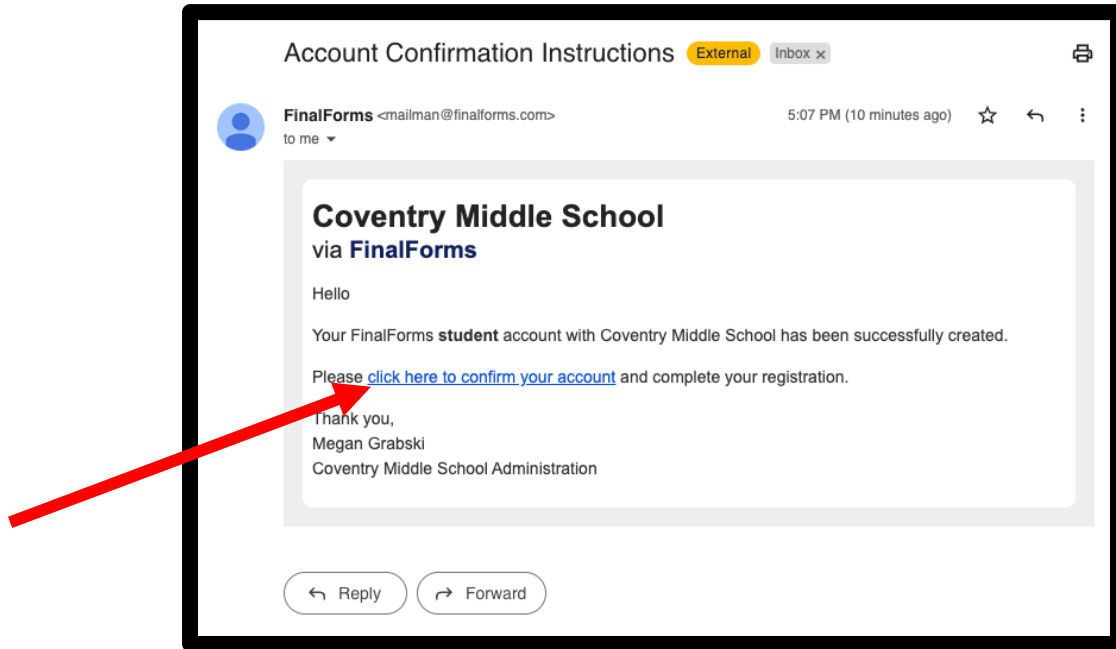 Account Confirmation Instructions External Inbox x
FinalForms <mailman@finalforms.com> 5:07 PM (10 minutes ago)
to me
Coventry Middle School
via FinalForms
Hello
Your FinalForms student account with Coventry Middle School has been successfully created.
Please click here to confirm your account and complete your registration.
Thank you,
Megan Grabski
Coventry Middle School Administration
Reply Forward